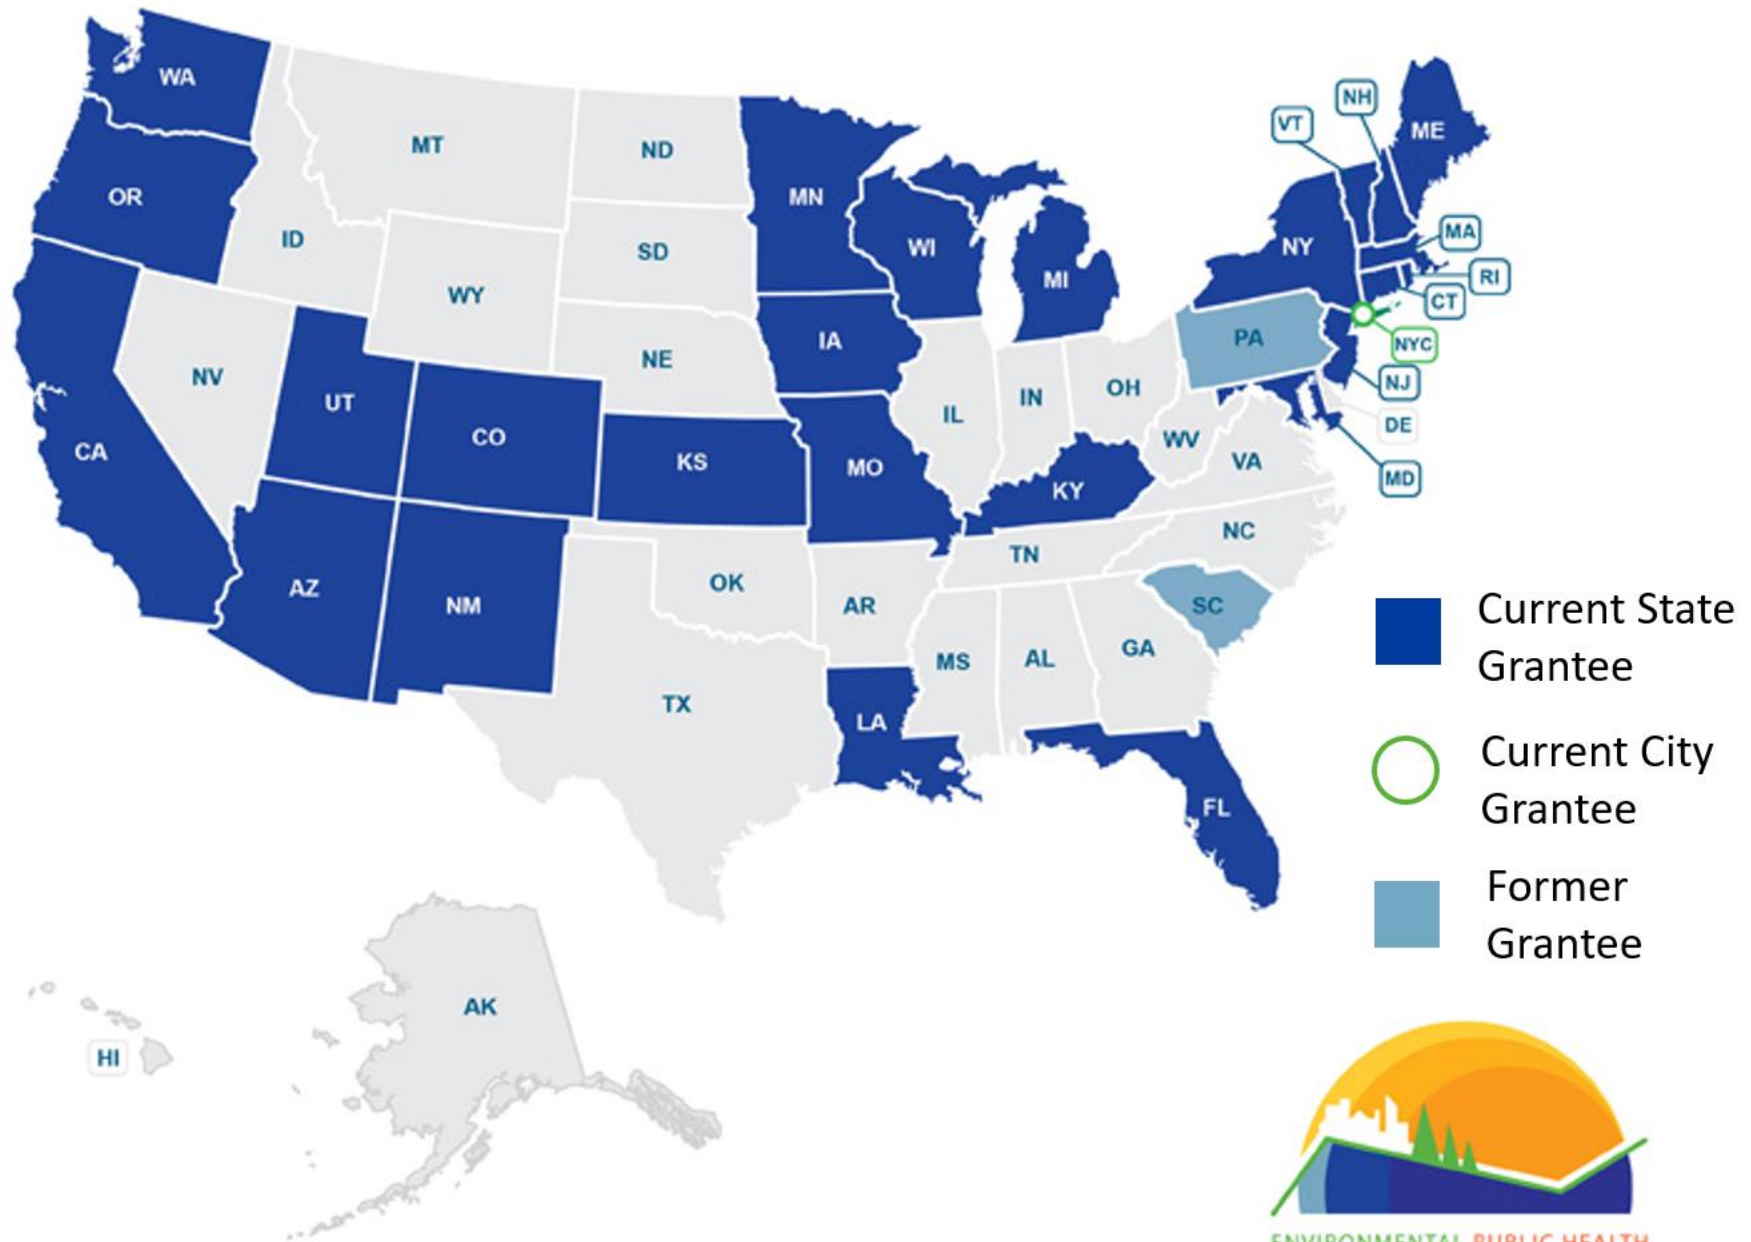 WA
MT
ND
MN
VT
NH
ME
OR
ID
SD
WI
MI
NY
MA
RI
CT
NYC
WY
NE
IA
PA
NJ
NV
UT
CO
KS
MO
IL
IN
OH
WV
VA
DE
MD
CA
KY
NC
TN
AZ
NM
OK
AR
SC
TX
LA
MS
AL
GA
FL
AK
HI
Current State
Grantee
Current City
Grantee
Former
Grantee
ENVIRONMENTAL PUBLIC HEALTH